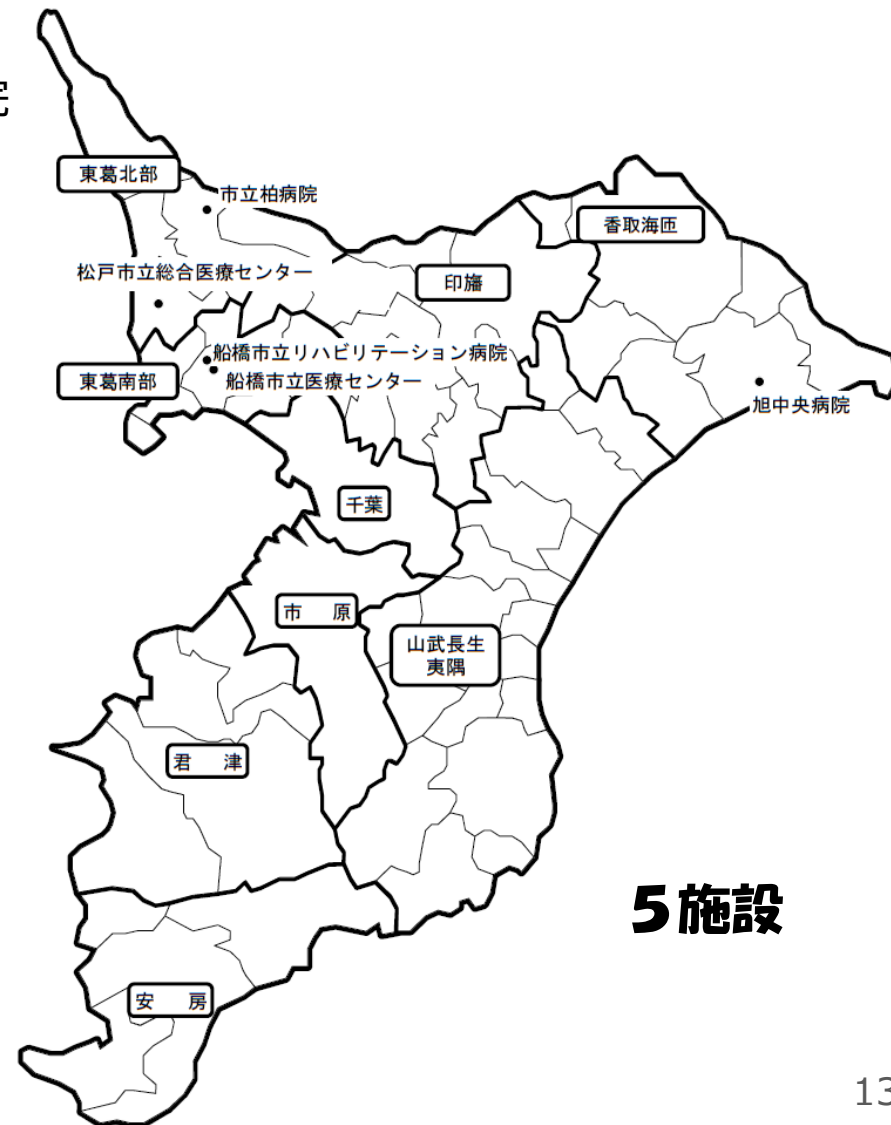 院
東葛北部
市立柏病院
香取海匝
松戸市立総合医療センター
印旛
船橋市立リハビリテーション病院
東葛南部
船橋市立医療センター
旭中央病院
千葉
市　原
山武長生
夷隅
君　津
5施設
安　房
13